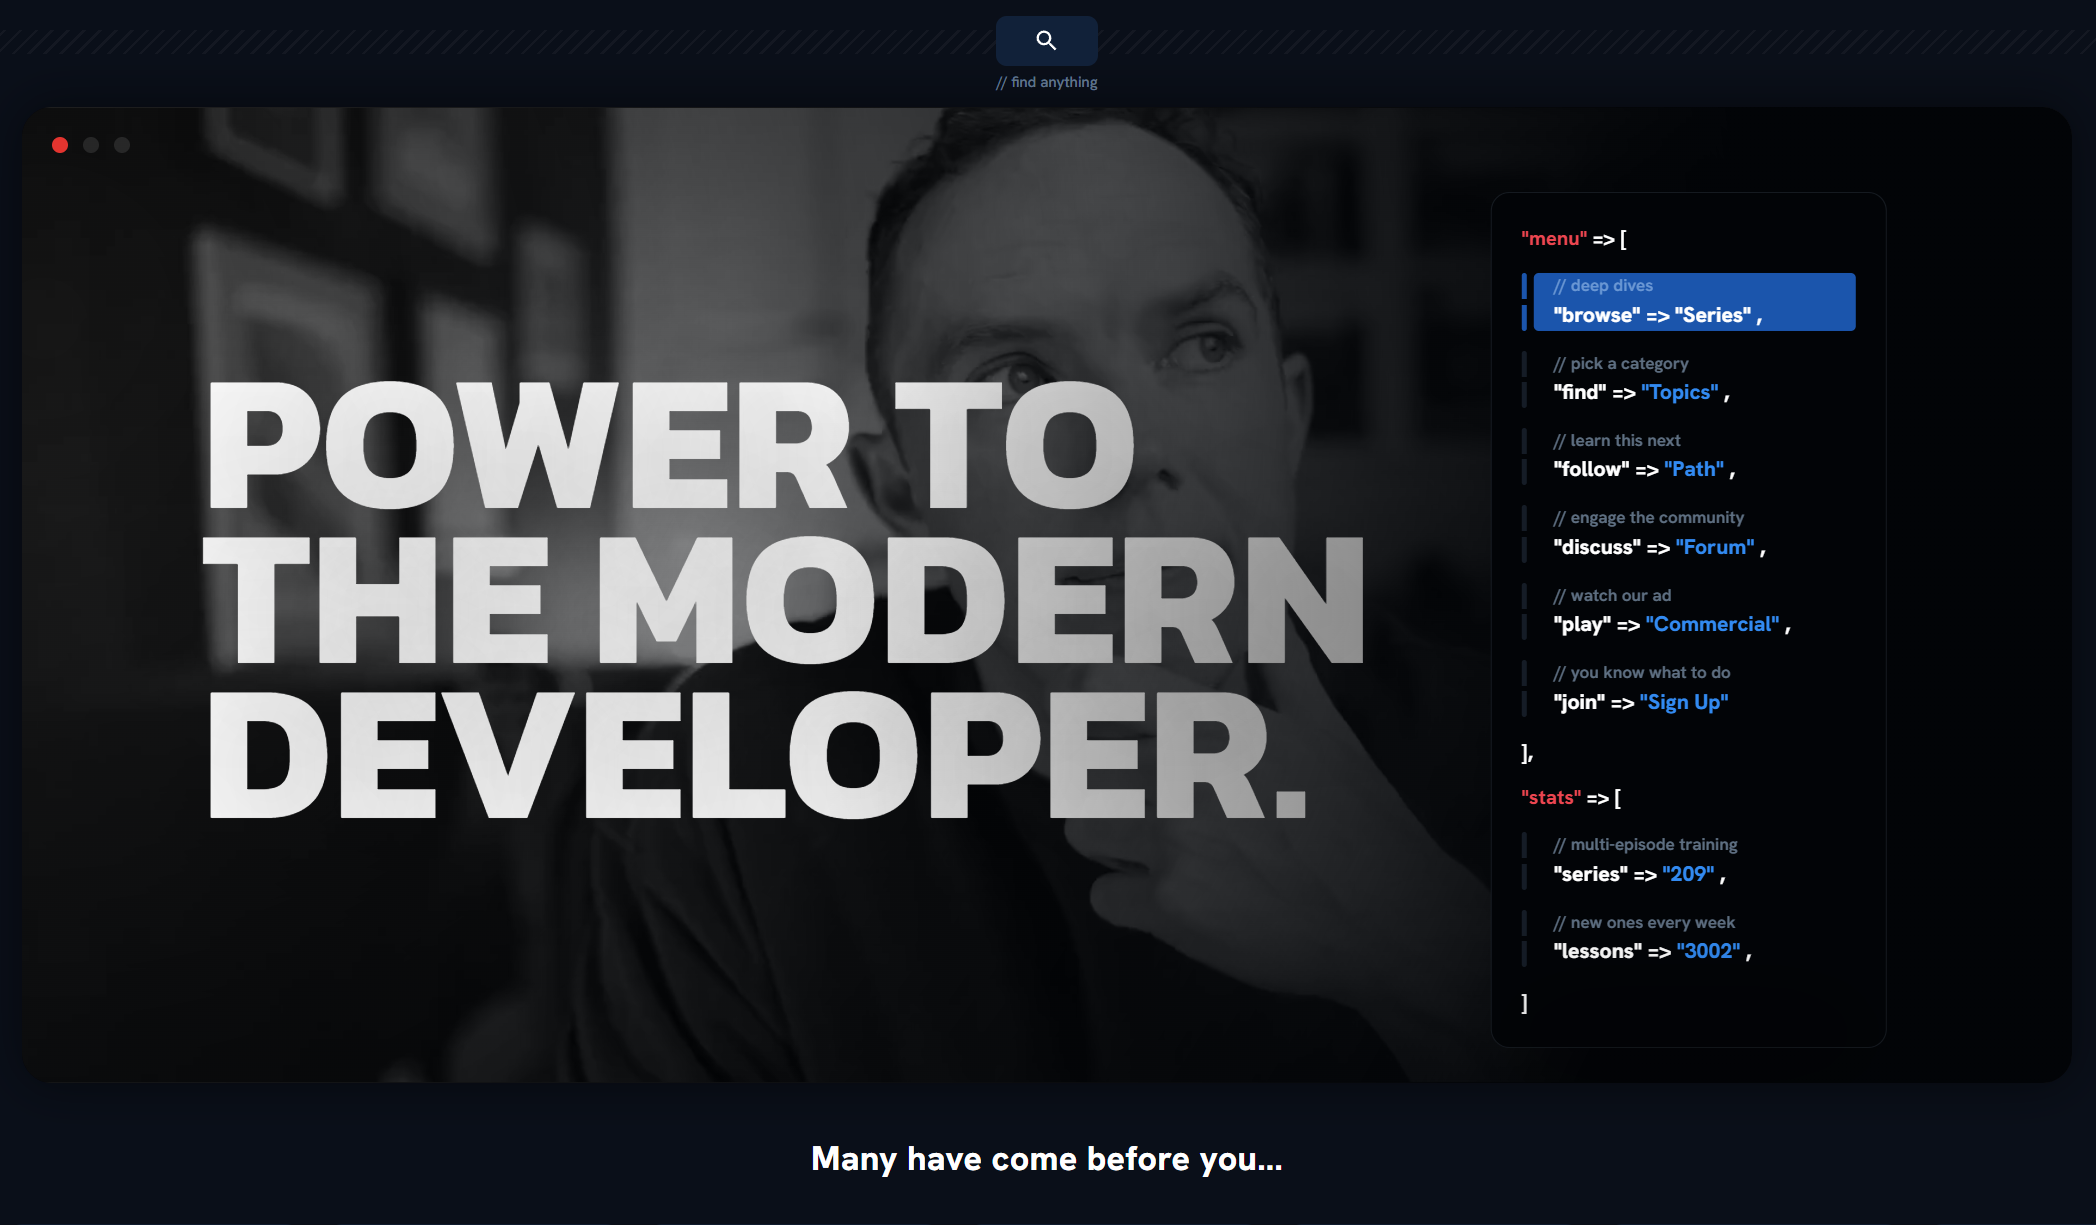 // find anything
POWER TO
THE MODERN
DEVELOPER.
"menu" => [
// deep dives
"browse" => "Series" ,
// pick a category
"find" => "Topics" ,
// learn this next
"follow" => "Path" ,
// engage the community
"discuss" => "Forum" ,
// watch our ad
"play" => "Commercial" ,
// you know what to do
"join" => "Sign Up"
],
"stats" => [
// multi-episode training
"series" => "209" ,
// new ones every week
"lessons" => "3002" ,
]
Many have come before you...